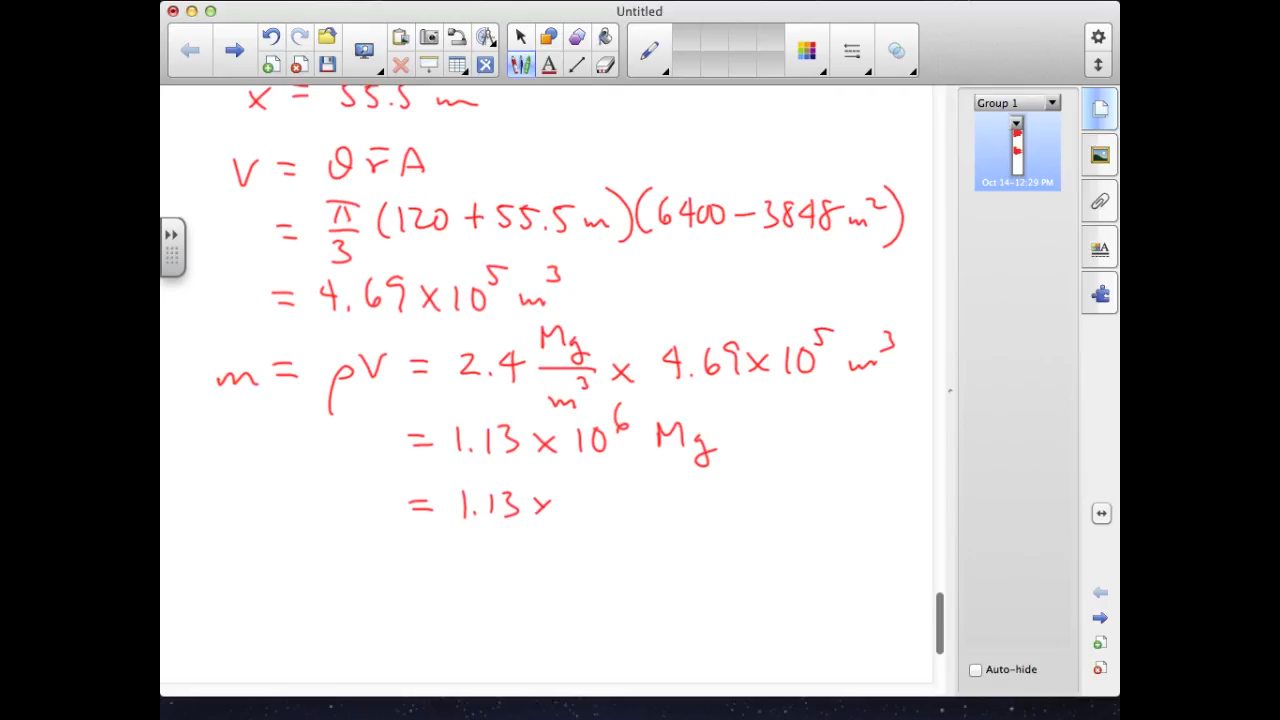 Untitled
x = 55.5 m
V = θ r̄ A
= π/3 (120 + 55.5 m)(6400 - 3848 m²)
= 4.69 x 10⁵ m³
m = ρV = 2.4 Mg/m³ x 4.69 x 10⁵ m³
= 1.13 x 10⁶ Mg
= 1.13 x
Group 1
Oct 14-12:29 PM
Auto-hide